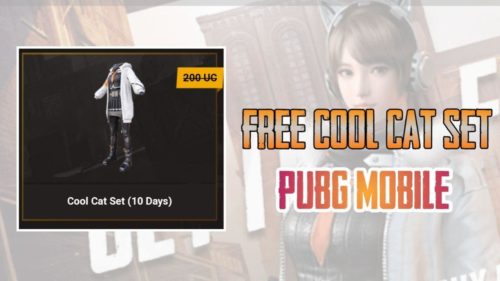 200 UC
Cool Cat Set (10 Days)
FREE COOL CAT SET
PUBG MOBILE